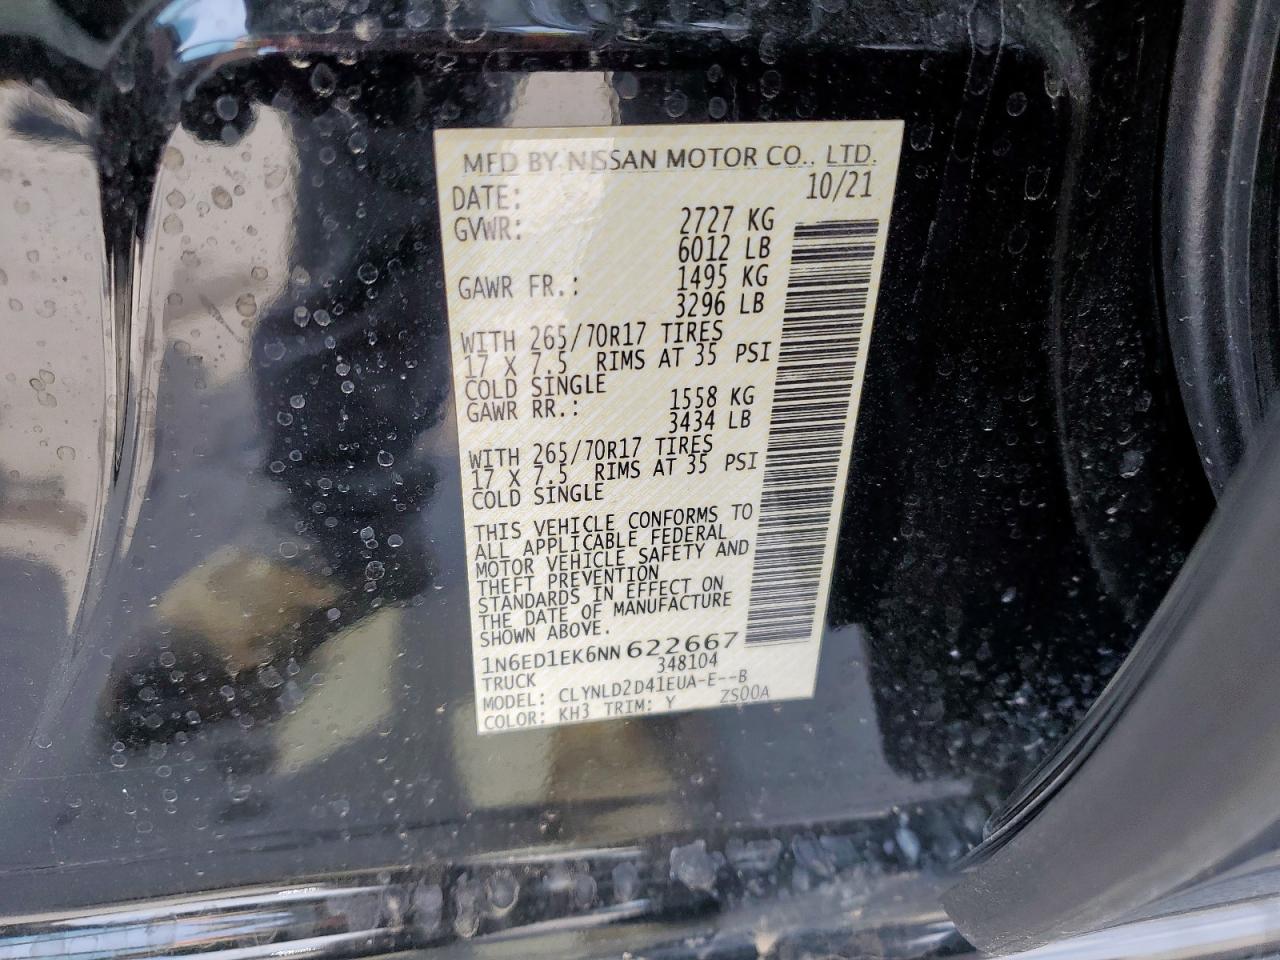 MFD BY NISSAN MOTOR CO., LTD.
DATE: 10/21
GVWR: 2727 KG
6012 LB
GAWR FR.: 1495 KG
3296 LB
WITH 265/70R17 TIRES
17 X 7.5 RIMS AT 35 PSI
COLD SINGLE
GAWR RR.: 1558 KG
3434 LB
WITH 265/70R17 TIRES
17 X 7.5 RIMS AT 35 PSI
COLD SINGLE
THIS VEHICLE CONFORMS TO
ALL APPLICABLE FEDERAL
MOTOR VEHICLE SAFETY AND
THEFT PREVENTION
STANDARDS IN EFFECT ON
THE DATE OF MANUFACTURE
SHOWN ABOVE.
1N6ED1EK6NN622667
TRUCK 348104
MODEL: CLYNLD2D41EUA-E--B
COLOR: KH3 TRIM: Y ZS00A